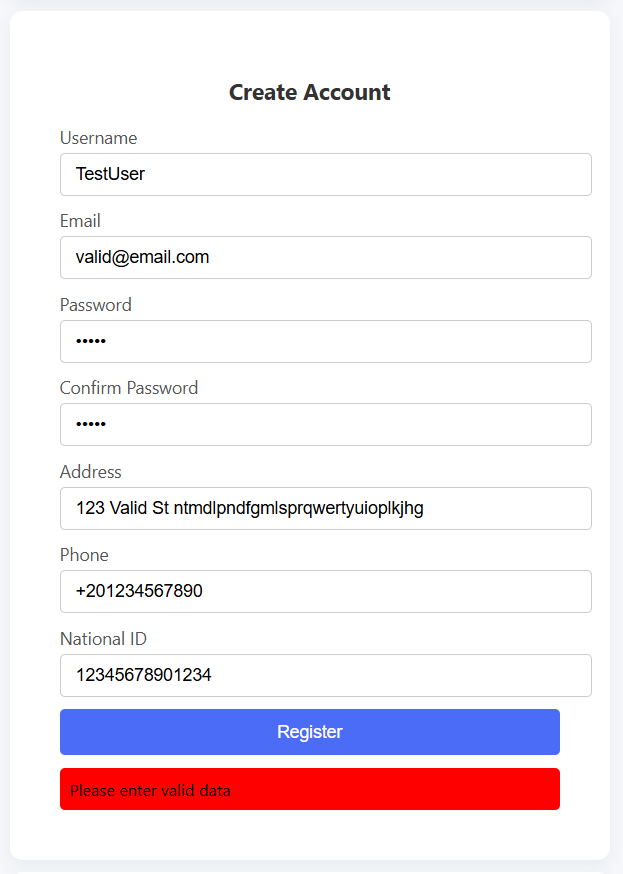 Create Account
Username
TestUser
Email
valid@email.com
Password
•••••
Confirm Password
•••••
Address
123 Valid St ntmdlpndfgmlsprqwertyuioplkjhg
Phone
+201234567890
National ID
12345678901234
Register
Please enter valid data